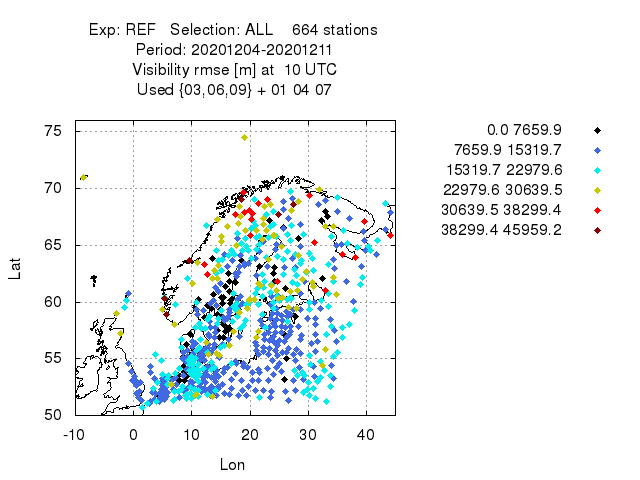 Exp: REF Selection: ALL 664 stations
Period: 20201204-20201211
Visibility rmse [m] at 10 UTC
Used {03,06,09} + 01 04 07
0.0 7659.9
7659.9 15319.7
15319.7 22979.6
22979.6 30639.5
30639.5 38299.4
38299.4 45959.2
75
70
65
60
55
50
Lat
-10 0 10 20 30 40
Lon